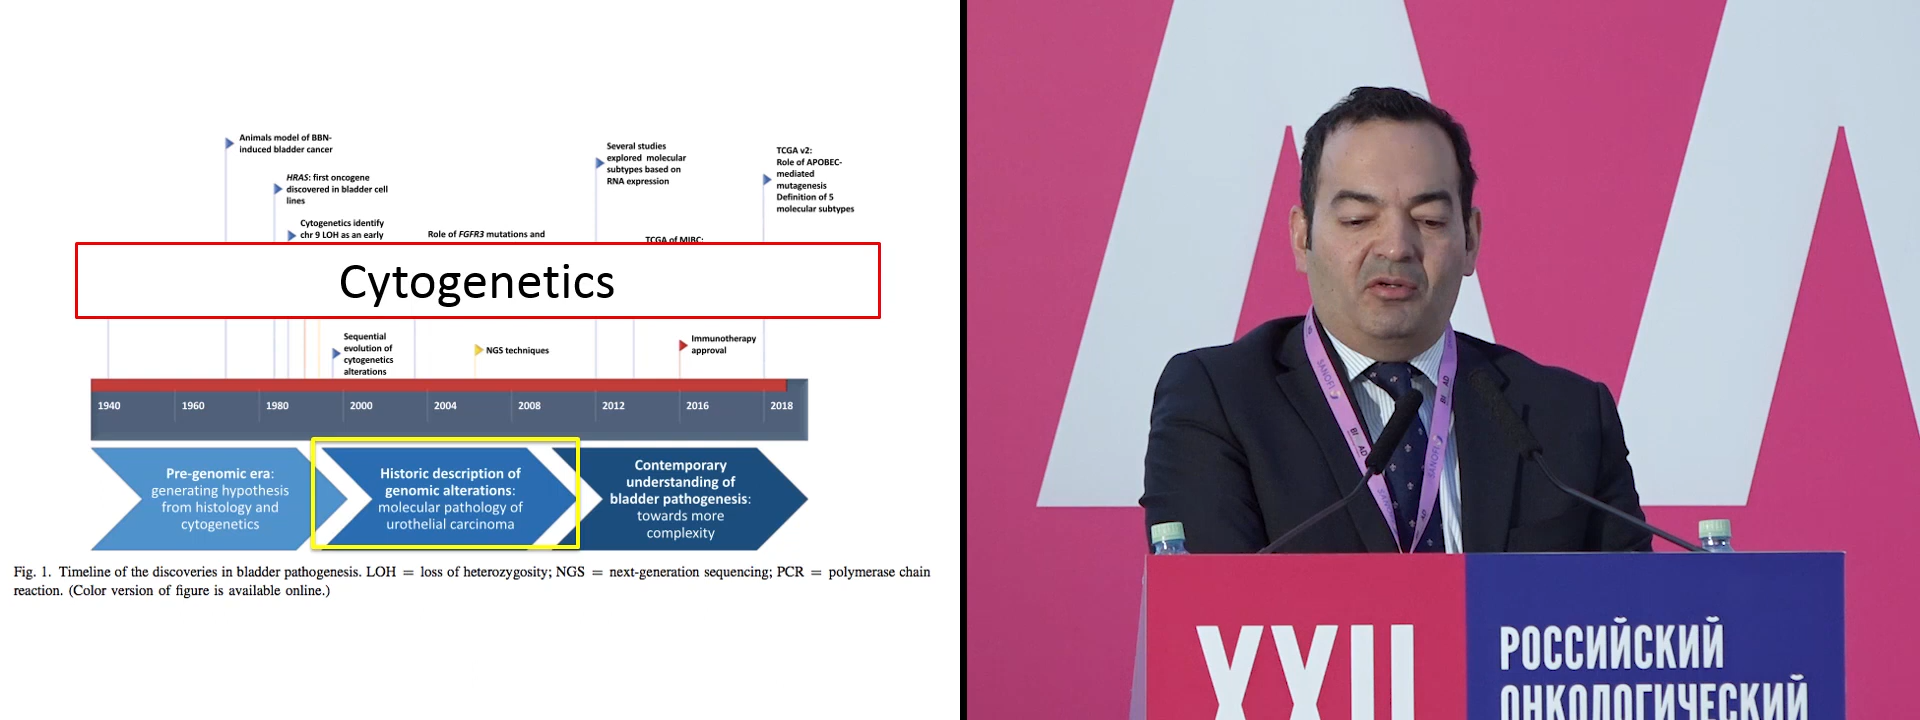 Animals model of BBN-
induced bladder cancer
HRAS: first oncogene
discovered in bladder cell
lines
Cytogenetics identify
chr 9 LOH as an early
Role of FGFR3 mutations and
Several studies
explored molecular
subtypes based on
RNA expression
TCGA of MIBC:
TCGA v2:
Role of APOBEC-
mediated
mutagenesis
Definition of 5
molecular subtypes
Cytogenetics
Sequential
evolution of
cytogenetics
alterations
NGS techniques
Immunotherapy
approval
1940 1960 1980 2000 2004 2008 2012 2016 2018
Pre-genomic era:
generating hypothesis
from histology and
cytogenetics
Historic description of
genomic alterations:
molecular pathology of
urothelial carcinoma
Contemporary
understanding of
bladder pathogenesis:
towards more
complexity
Fig. 1. Timeline of the discoveries in bladder pathogenesis. LOH = loss of heterozygosity; NGS = next-generation sequencing; PCR = polymerase chain
reaction. (Color version of figure is available online.)
SANOFI
BI AD
BI AD
SANOFI
XXII
РОССИЙСКИЙ
ОНКОЛОГИЧЕСКИЙ